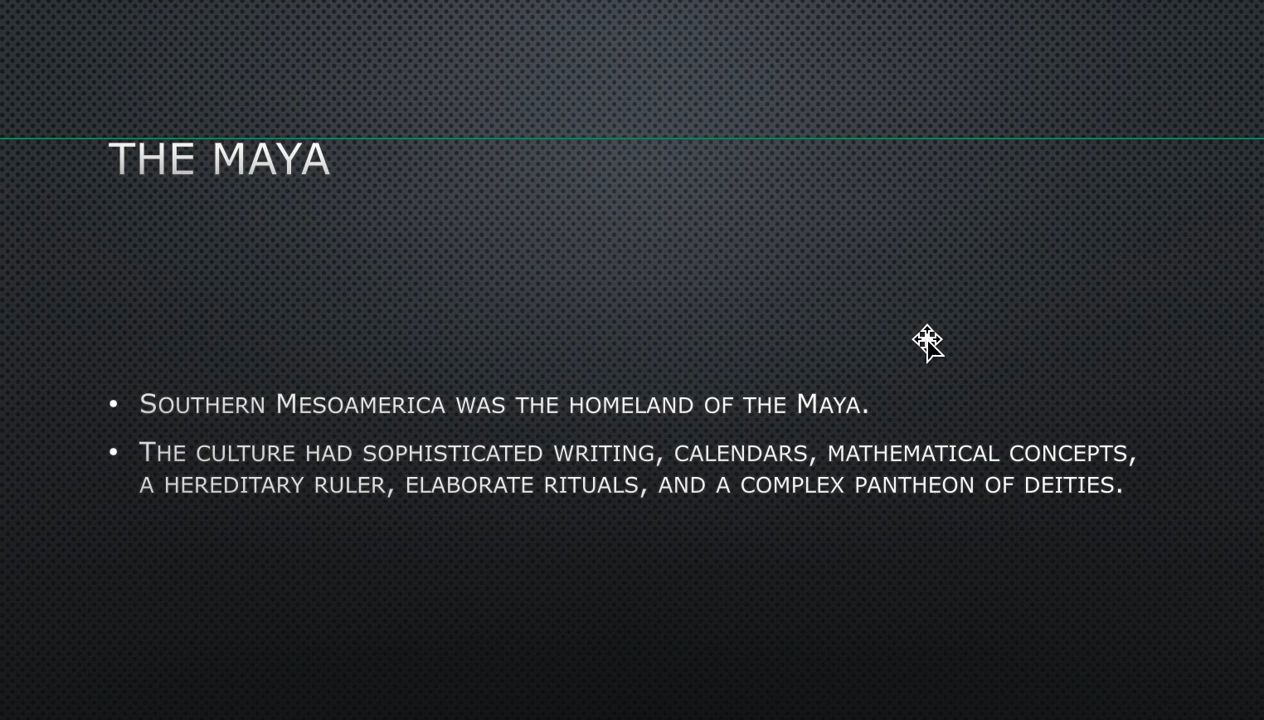 THE MAYA
• SOUTHERN MESOAMERICA WAS THE HOMELAND OF THE MAYA.
• THE CULTURE HAD SOPHISTICATED WRITING, CALENDARS, MATHEMATICAL CONCEPTS,
A HEREDITARY RULER, ELABORATE RITUALS, AND A COMPLEX PANTHEON OF DEITIES.